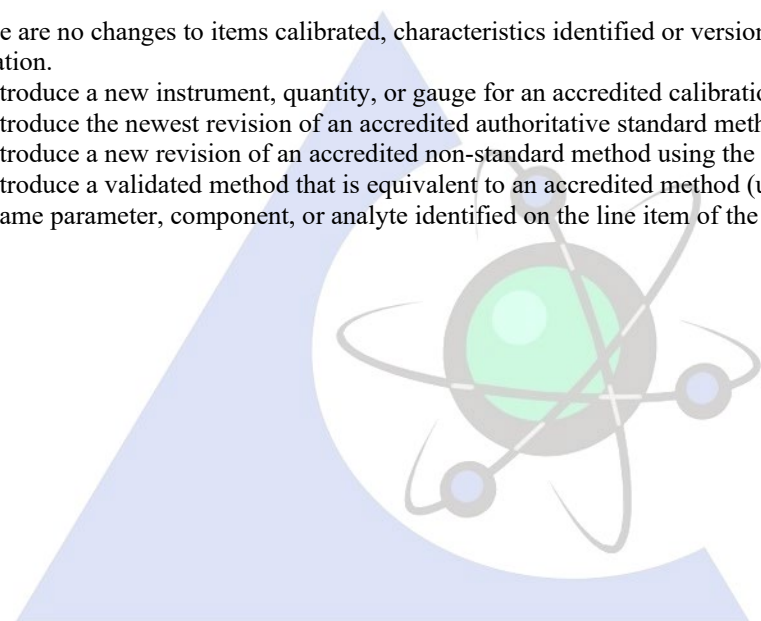 e are no changes to items calibrated, characteristics identified or version
ation.
troduce a new instrument, quantity, or gauge for an accredited calibratio
troduce the newest revision of an accredited authoritative standard meth
troduce a new revision of an accredited non-standard method using the
troduce a validated method that is equivalent to an accredited method (u
ame parameter, component, or analyte identified on the line item of the